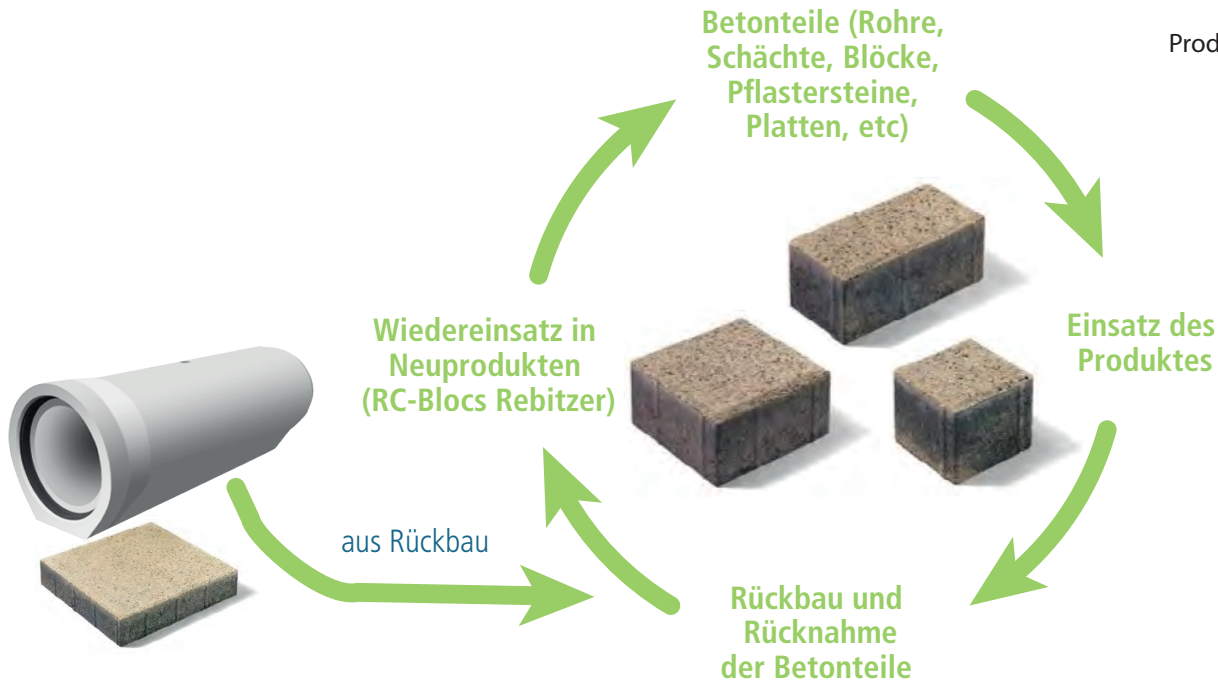 Betonteile (Rohre,
Schächte, Blöcke,
Pflastersteine,
Platten, etc)
Prod
Einsatz des
Produktes
Wiedereinsatz in
Neuprodukten
(RC-Blocs Rebitzer)
aus Rückbau
Rückbau und
Rücknahme
der Betonteile